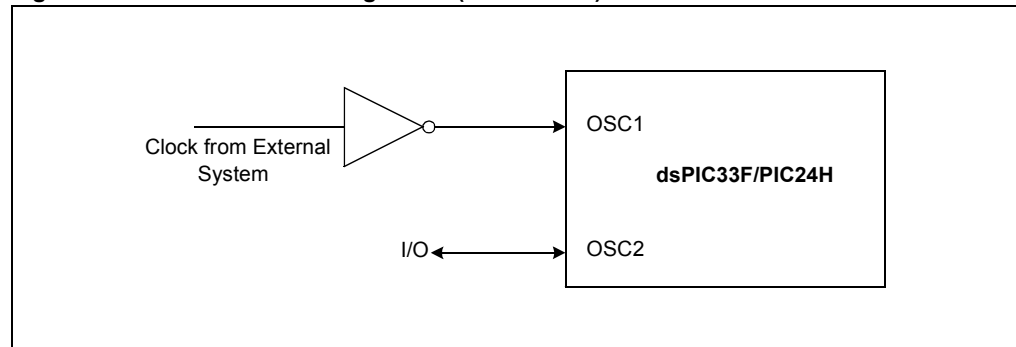 Clock from External
System
OSC1
dsPIC33F/PIC24H
I/O
OSC2